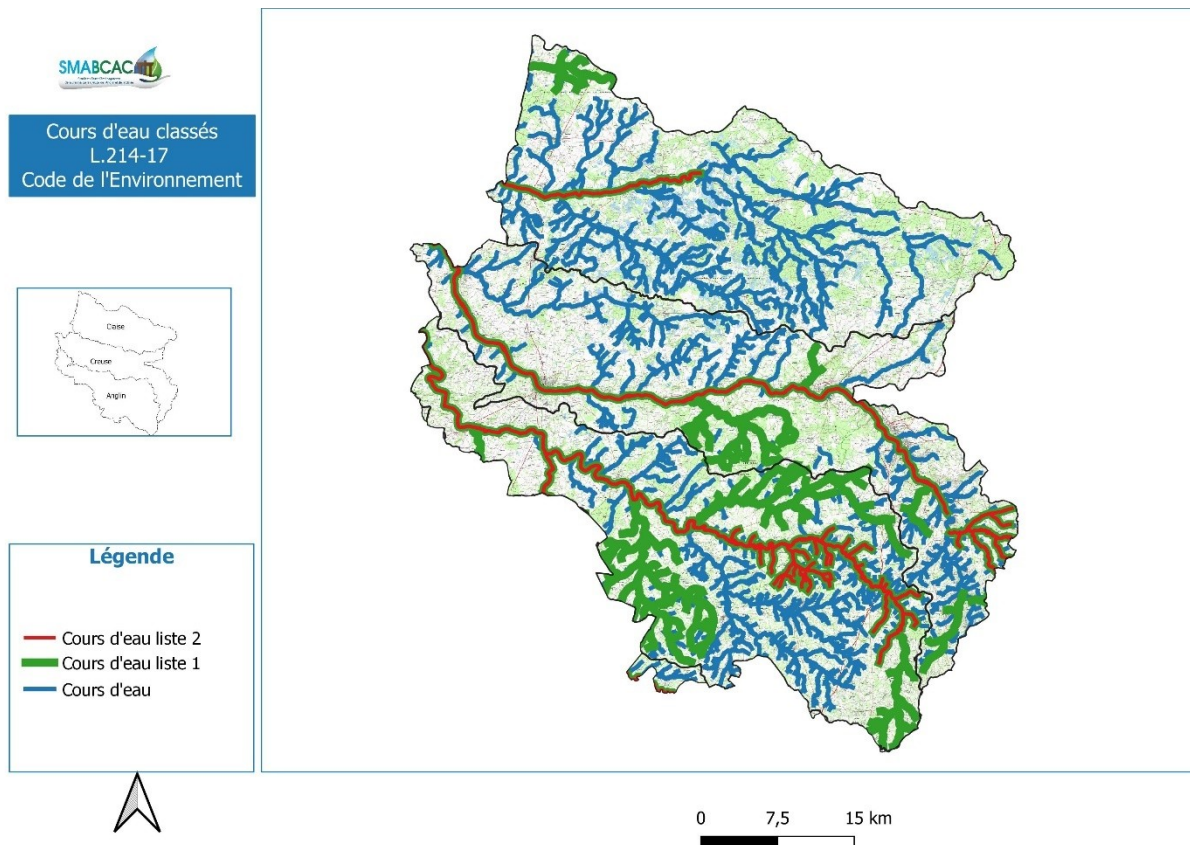 SMABCAC
Cours d'eau classés
L.214-17
Code de l'Environnement
Claise
Creuse
Anglin
Légende
Cours d'eau liste 2
Cours d'eau liste 1
Cours d'eau
0 7,5 15 km